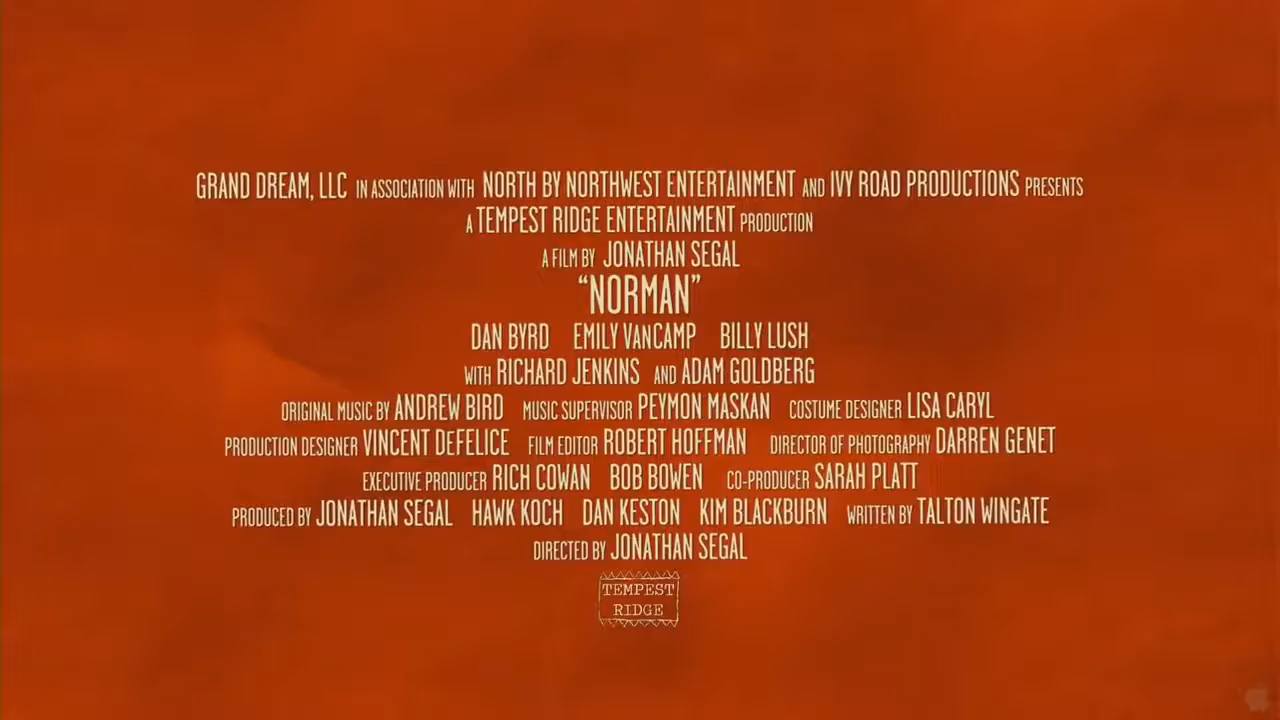 GRAND DREAM, LLC IN ASSOCIATION WITH NORTH BY NORTHWEST ENTERTAINMENT AND IVY ROAD PRODUCTIONS PRESENTS
A TEMPEST RIDGE ENTERTAINMENT PRODUCTION
A FILM BY JONATHAN SEGAL
“NORMAN”
DAN BYRD EMILY VANCAMP BILLY LUSH
WITH RICHARD JENKINS AND ADAM GOLDBERG
ORIGINAL MUSIC BY ANDREW BIRD MUSIC SUPERVISOR PEYMON MASKAN COSTUME DESIGNER LISA CARYL
PRODUCTION DESIGNER VINCENT DEFELICE FILM EDITOR ROBERT HOFFMAN DIRECTOR OF PHOTOGRAPHY DARREN GENET
EXECUTIVE PRODUCER RICH COWAN BOB BOWEN CO-PRODUCER SARAH PLATT
PRODUCED BY JONATHAN SEGAL HAWK KOCH DAN KESTON KIM BLACKBURN WRITTEN BY TALTON WINGATE
DIRECTED BY JONATHAN SEGAL
TEMPEST
RIDGE